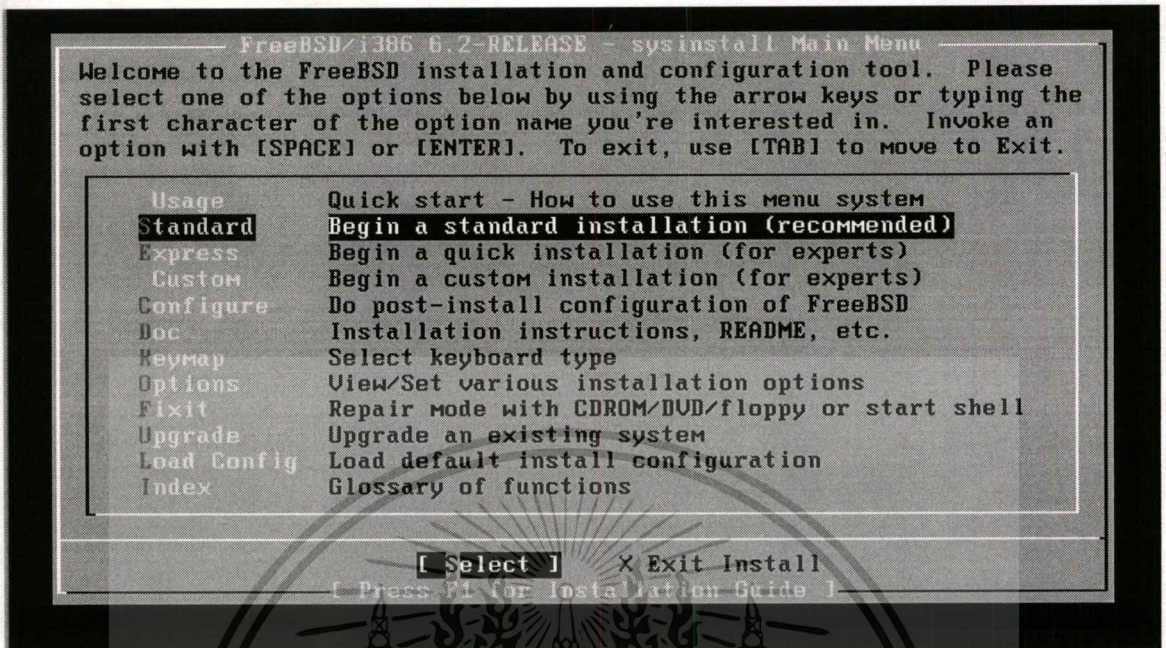 FreeBSD/i386 6.2-RELEASE - sysinstall Main Menu
Welcome to the FreeBSD installation and configuration tool.  Please
select one of the options below by using the arrow keys or typing the
first character of the option name you're interested in.  Invoke an
option with [SPACE] or [ENTER].  To exit, use [TAB] to move to Exit.
Usage Quick start - How to use this menu system
Standard Begin a standard installation (recommended)
Express Begin a quick installation (for experts)
Custom Begin a custom installation (for experts)
Configure Do post-install configuration of FreeBSD
Doc Installation instructions, README, etc.
Keymap Select keyboard type
Options View/Set various installation options
Fixit Repair mode with CDROM/DVD/floppy or start shell
Upgrade Upgrade an existing system
Load Config Load default install configuration
Index Glossary of functions
[ Select ] X Exit Install
[ Press F1 for Installation Guide ]